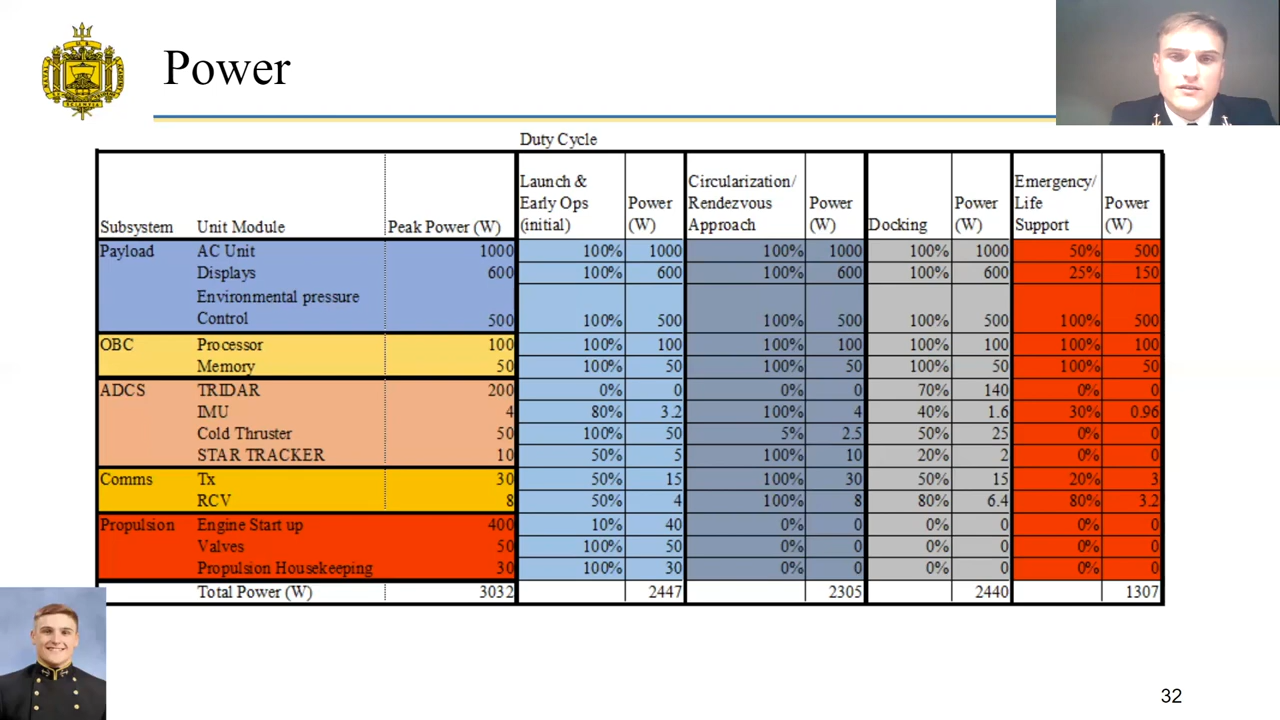 Power
Duty Cycle
Subsystem Unit Module Peak Power (W) Launch & Early Ops (initial) Power (W) Circularization/ Rendezvous Approach Power (W) Docking Power (W) Emergency/ Life Support Power (W)
Payload AC Unit 1000 100% 1000 100% 1000 100% 1000 50% 500
Displays 600 100% 600 100% 600 100% 600 25% 150
Environmental pressure
Control 500 100% 500 100% 500 100% 500 100% 500
OBC Processor 100 100% 100 100% 100 100% 100 100% 100
Memory 50 100% 50 100% 50 100% 50 100% 50
ADCS TRIDAR 200 0% 0 0% 0 70% 140 0% 0
IMU 4 80% 3.2 100% 4 40% 1.6 30% 0.96
Cold Thruster 50 100% 50 5% 2.5 50% 25 0% 0
STAR TRACKER 10 50% 5 100% 10 20% 2 0% 0
Comms Tx 30 50% 15 100% 30 50% 15 20% 3
RCV 8 50% 4 100% 8 80% 6.4 80% 3.2
Propulsion Engine Start up 400 10% 40 0% 0 0% 0 0% 0
Valves 50 100% 50 0% 0 0% 0 0% 0
Propulsion Housekeeping 30 100% 30 0% 0 0% 0 0% 0
Total Power (W) 3032 2447 2305 2440 1307
32